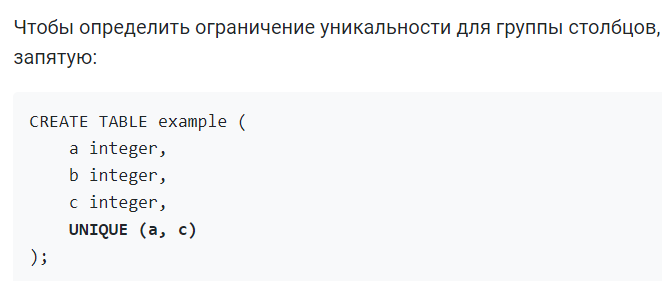 Чтобы определить ограничение уникальности для группы столбцов,
запятую:
CREATE TABLE example (
    a integer,
    b integer,
    c integer,
    UNIQUE (a, c)
);